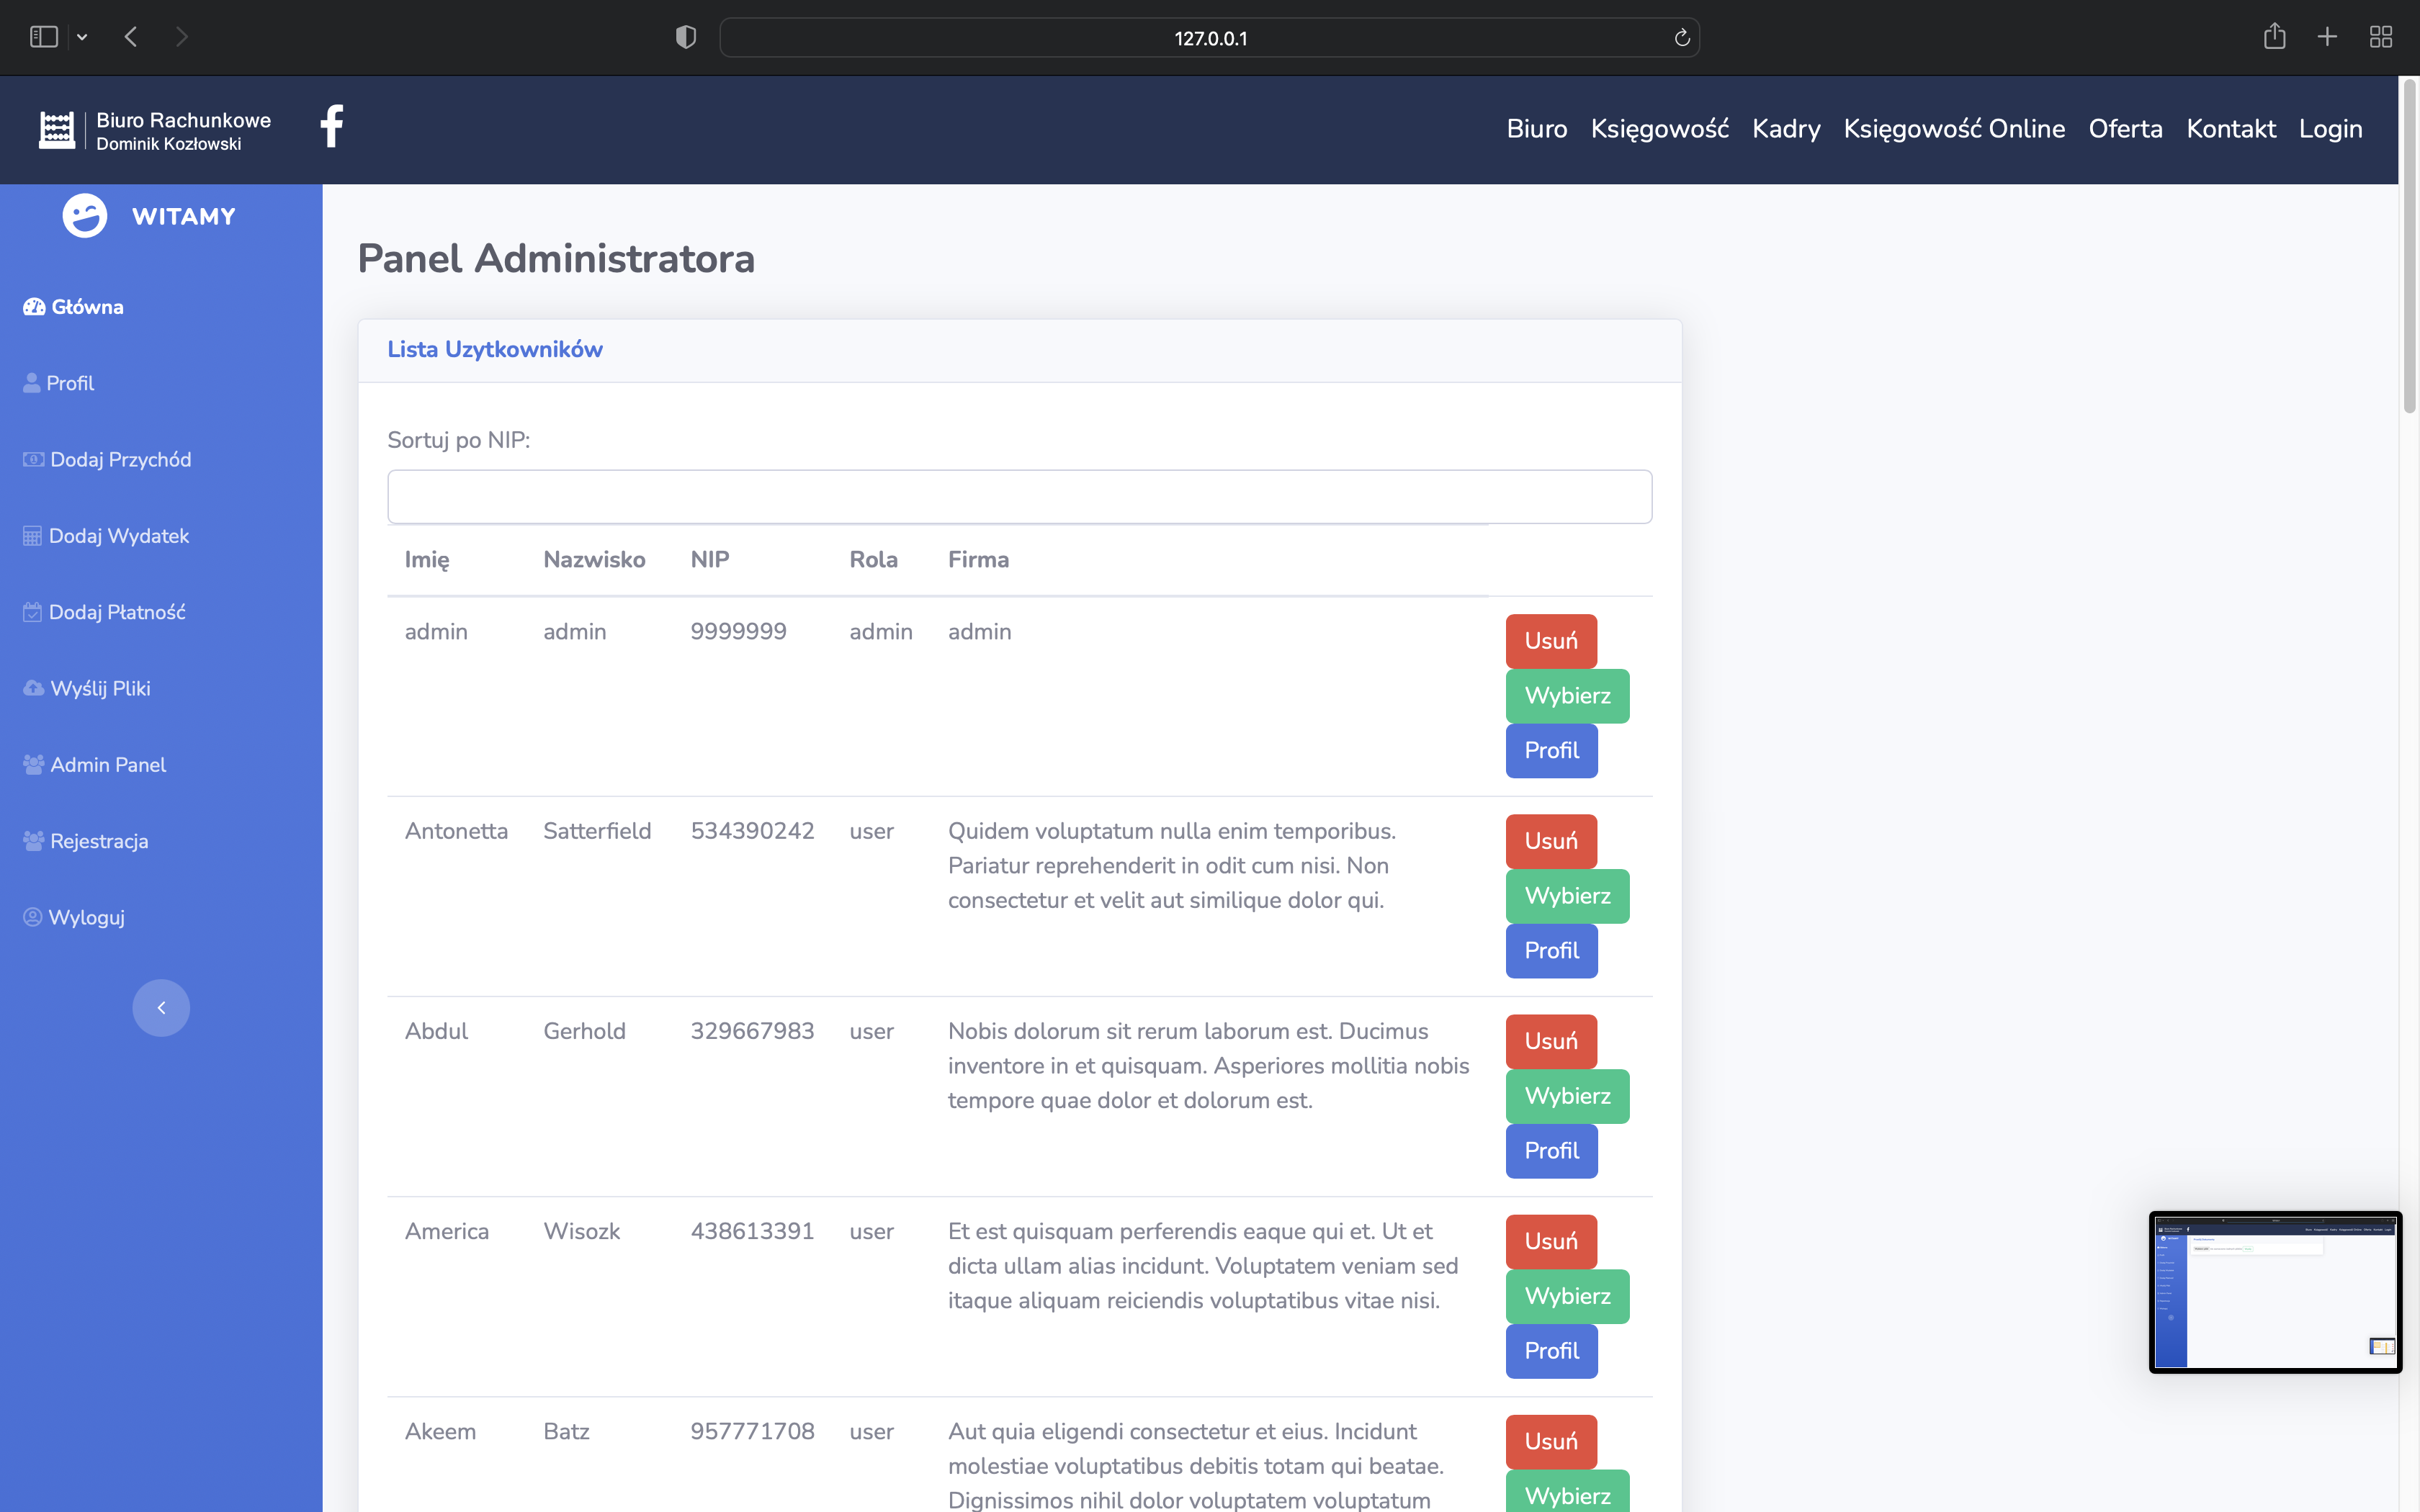 127.0.0.1
Biuro Rachunkowe
Dominik Kozłowski
Biuro Księgowość Kadry Księgowość Online Oferta Kontakt Login
WITAMY
Główna
Profil
Dodaj Przychód
Dodaj Wydatek
Dodaj Płatność
Wyślij Pliki
Admin Panel
Rejestracja
Wyloguj
Panel Administratora
Lista Uzytkowników
Sortuj po NIP:
Imię Nazwisko NIP Rola Firma
admin admin 9999999 admin admin
Usuń
Wybierz
Profil
Antonetta Satterfield 534390242 user Quidem voluptatum nulla enim temporibus.
Pariatur reprehenderit in odit cum nisi. Non
consectetur et velit aut similique dolor qui.
Usuń
Wybierz
Profil
Abdul Gerhold 329667983 user Nobis dolorum sit rerum laborum est. Ducimus
inventore in et quisquam. Asperiores mollitia nobis
tempore quae dolor et dolorum est.
Usuń
Wybierz
Profil
America Wisozk 438613391 user Et est quisquam perferendis eaque qui et. Ut et
dicta ullam alias incidunt. Voluptatem veniam sed
itaque aliquam reiciendis voluptatibus vitae nisi.
Usuń
Wybierz
Profil
Akeem Batz 957771708 user Aut quia eligendi consectetur et eius. Incidunt
molestiae voluptatibus debitis totam qui beatae.
Dignissimos nihil dolor voluptatem voluptatum
Usuń
Wybierz